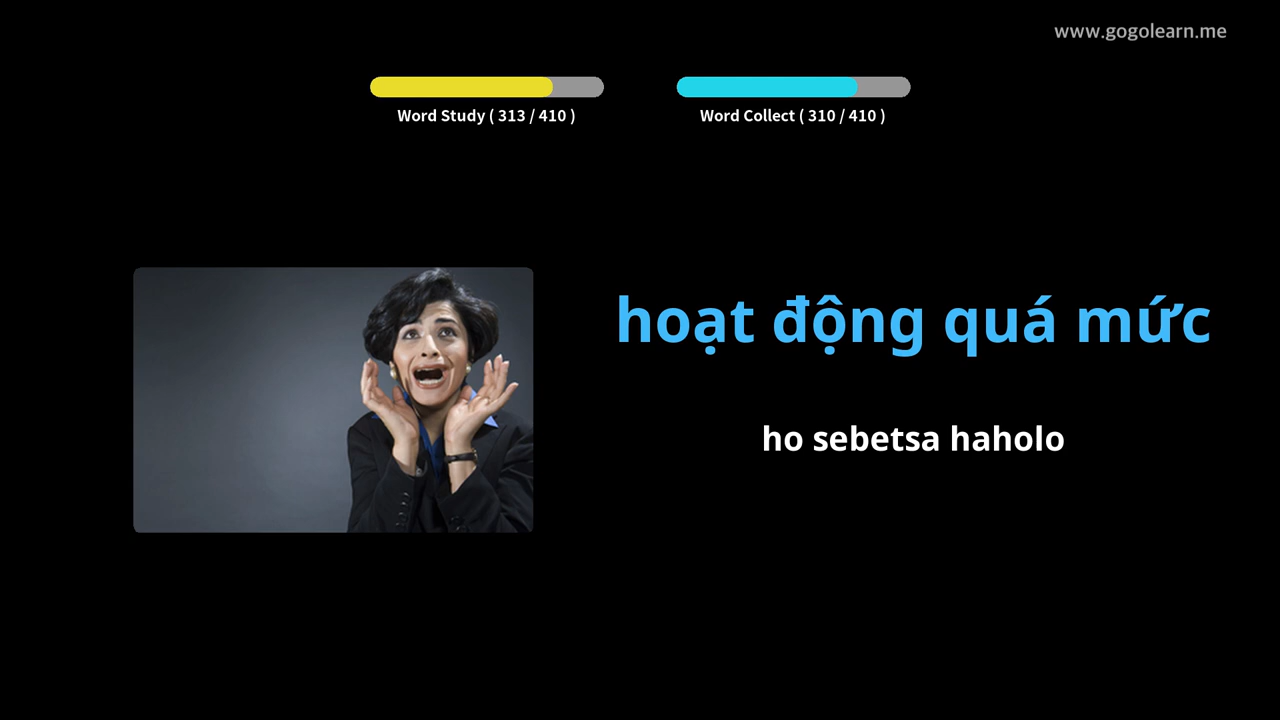 www.gogolearn.me
Word Study ( 313 / 410 )
Word Collect ( 310 / 410 )
hoạt động quá mức
ho sebetsa haholo